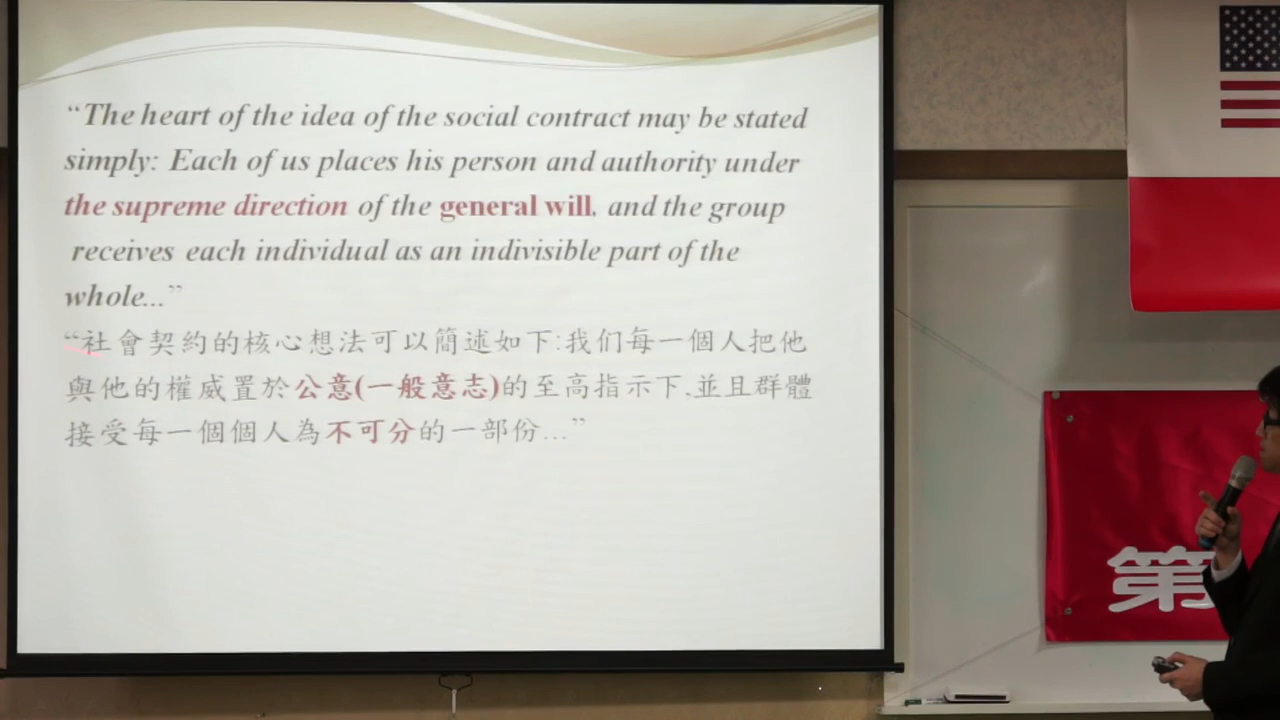 “The heart of the idea of the social contract may be stated
simply: Each of us places his person and authority under
the supreme direction of the general will, and the group
receives each individual as an indivisible part of the
whole...”
“社會契約的核心想法可以簡述如下:我们每一個人把他
與他的權威置於公意(一般意志)的至高指示下,並且群體
接受每一個個人為不可分的一部份...”
第